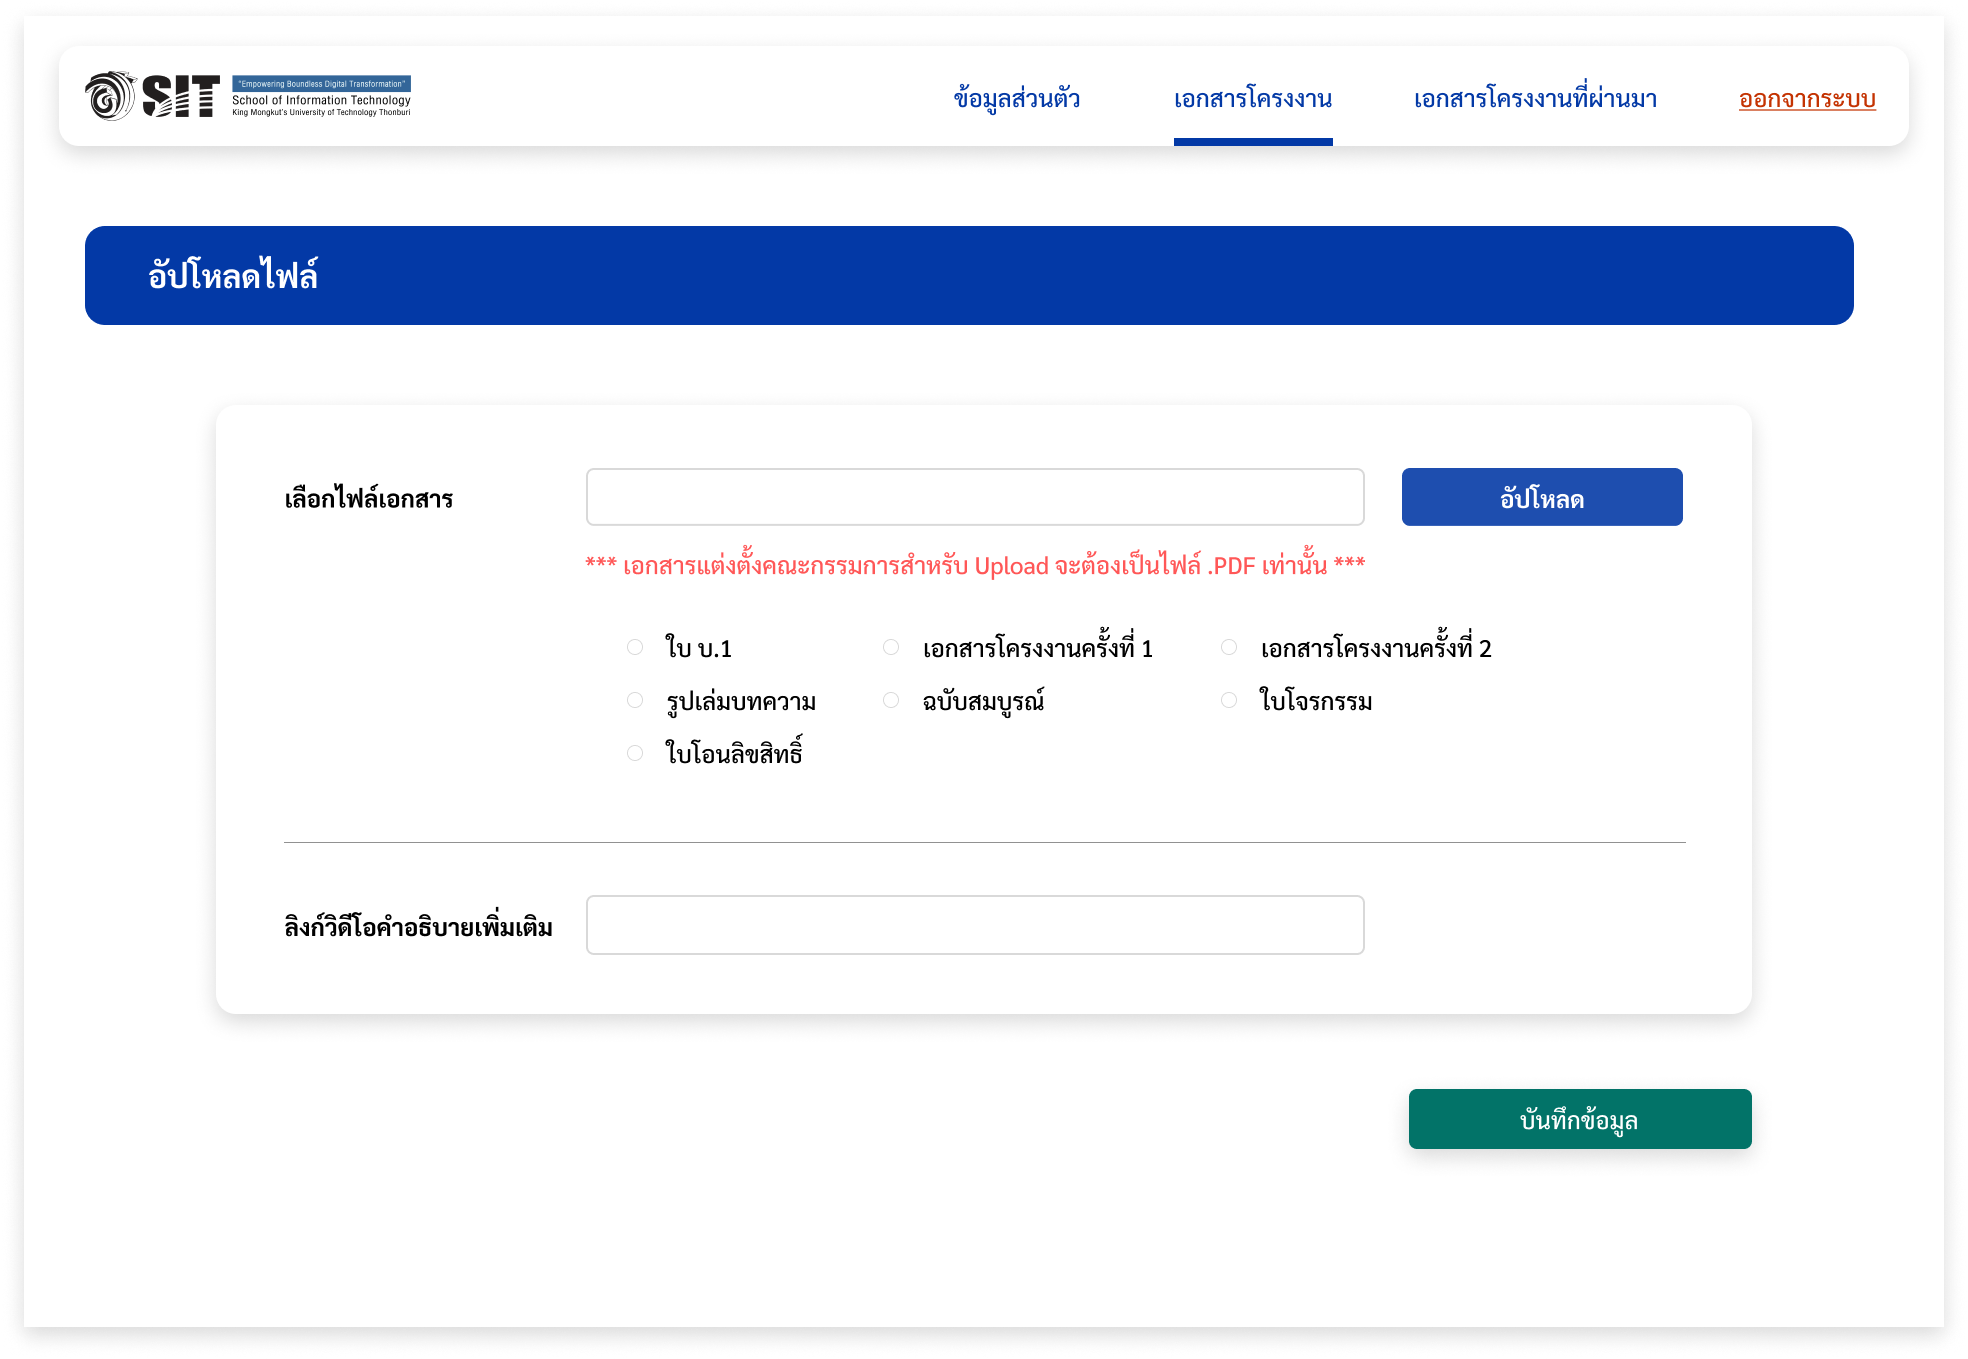 SIT
"Empowering Boundless Digital Transformation"
School of Information Technology
King Mongkut's University of Technology Thonburi
ข้อมูลส่วนตัว
เอกสารโครงงาน
เอกสารโครงงานที่ผ่านมา
ออกจากระบบ
อัปโหลดไฟล์
เลือกไฟล์เอกสาร
อัปโหลด
*** เอกสารแต่งตั้งคณะกรรมการสำหรับ Upload จะต้องเป็นไฟล์ .PDF เท่านั้น ***
ใบ บ.1
เอกสารโครงงานครั้งที่ 1
เอกสารโครงงานครั้งที่ 2
รูปเล่มบทความ
ฉบับสมบูรณ์
ใบโจรกรรม
ใบโอนลิขสิทธิ์
ลิงก์วิดีโอคำอธิบายเพิ่มเติม
บันทึกข้อมูล